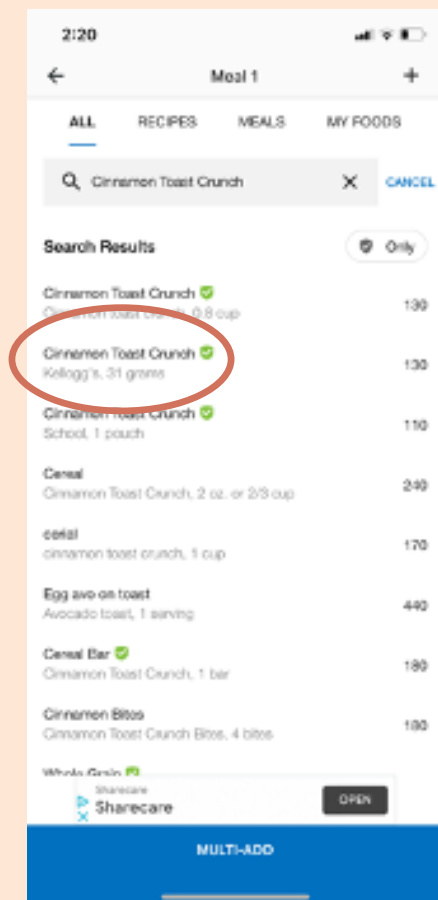 2:20
Meal 1
ALL RECIPES MEALS MY FOODS
Cinnamon Toast Crunch CANCEL
Search Results Only
Cinnamon Toast Crunch
Cinnamon toast crunch, 0.8 cup 130
Cinnamon Toast Crunch
Kellogg's, 31 grams 130
Cinnamon Toast Crunch
School, 1 pouch 110
Cereal
Cinnamon Toast Crunch, 2 oz. or 2/3 cup 240
cerial
cinnamon toast crunch, 1 cup 170
Egg avo on toast
Avocado toast, 1 serving 440
Cereal Bar
Cinnamon Toast Crunch, 1 bar 180
Cinnamon Bites
Cinnamon Toast Crunch Bites, 4 bites 180
Whole Grain
Sharecare
Sharecare OPEN
MULTI-ADD